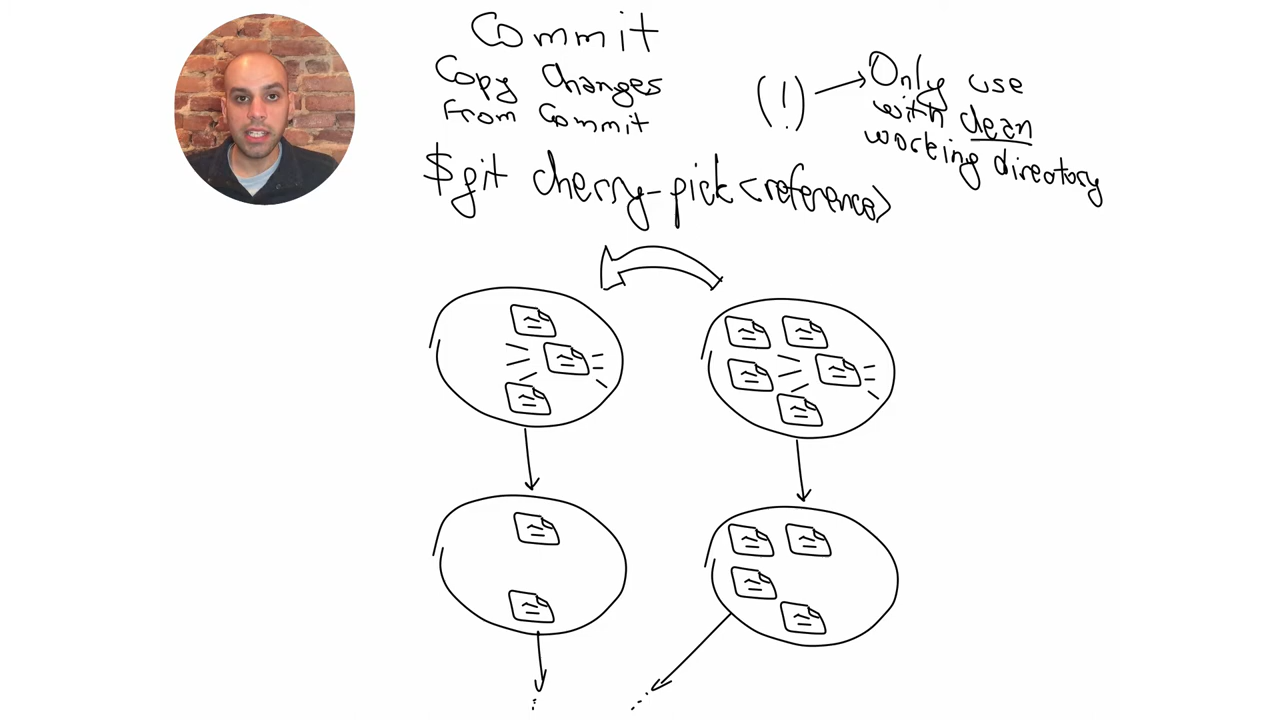 Commit
Copy Changes
From Commit
$git cherry-pick <reference>
(!)
Only use
with clean
working directory